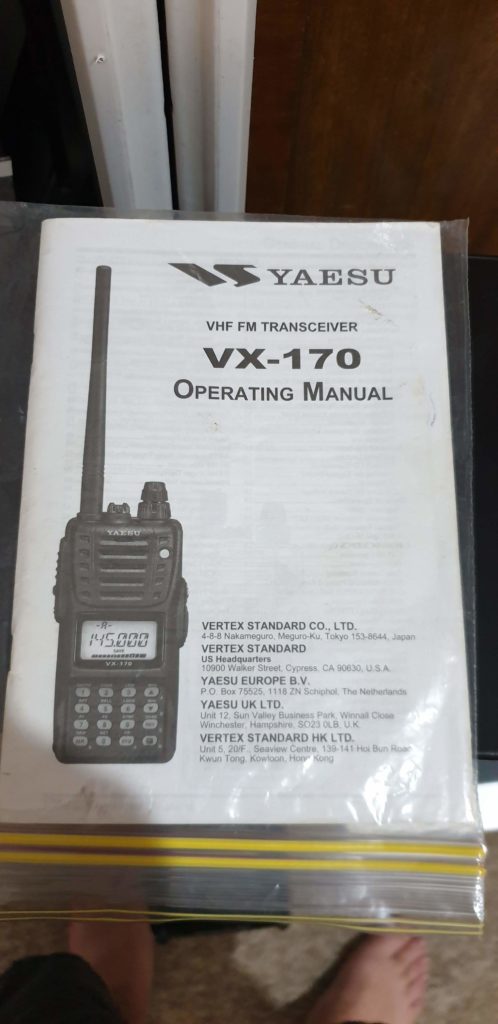 YAESU
VHF FM TRANSCEIVER
VX-170
OPERATING MANUAL
YAESU
-R-
145.000
SAVE
VX-170
VERTEX STANDARD CO., LTD.
4-8-8 Nakameguro, Meguro-Ku, Tokyo 153-8644, Japan
VERTEX STANDARD
US Headquarters
10900 Walker Street, Cypress, CA 90630, U.S.A.
YAESU EUROPE B.V.
P.O. Box 75525, 1118 ZN Schiphol, The Netherlands
YAESU UK LTD.
Unit 12, Sun Valley Business Park, Winnall Close
Winchester, Hampshire, SO23 0LB, U.K.
VERTEX STANDARD HK LTD.
Unit 5, 20/F., Seaview Centre, 139-141 Hoi Bun Road,
Kwun Tong, Kowloon, Hong Kong